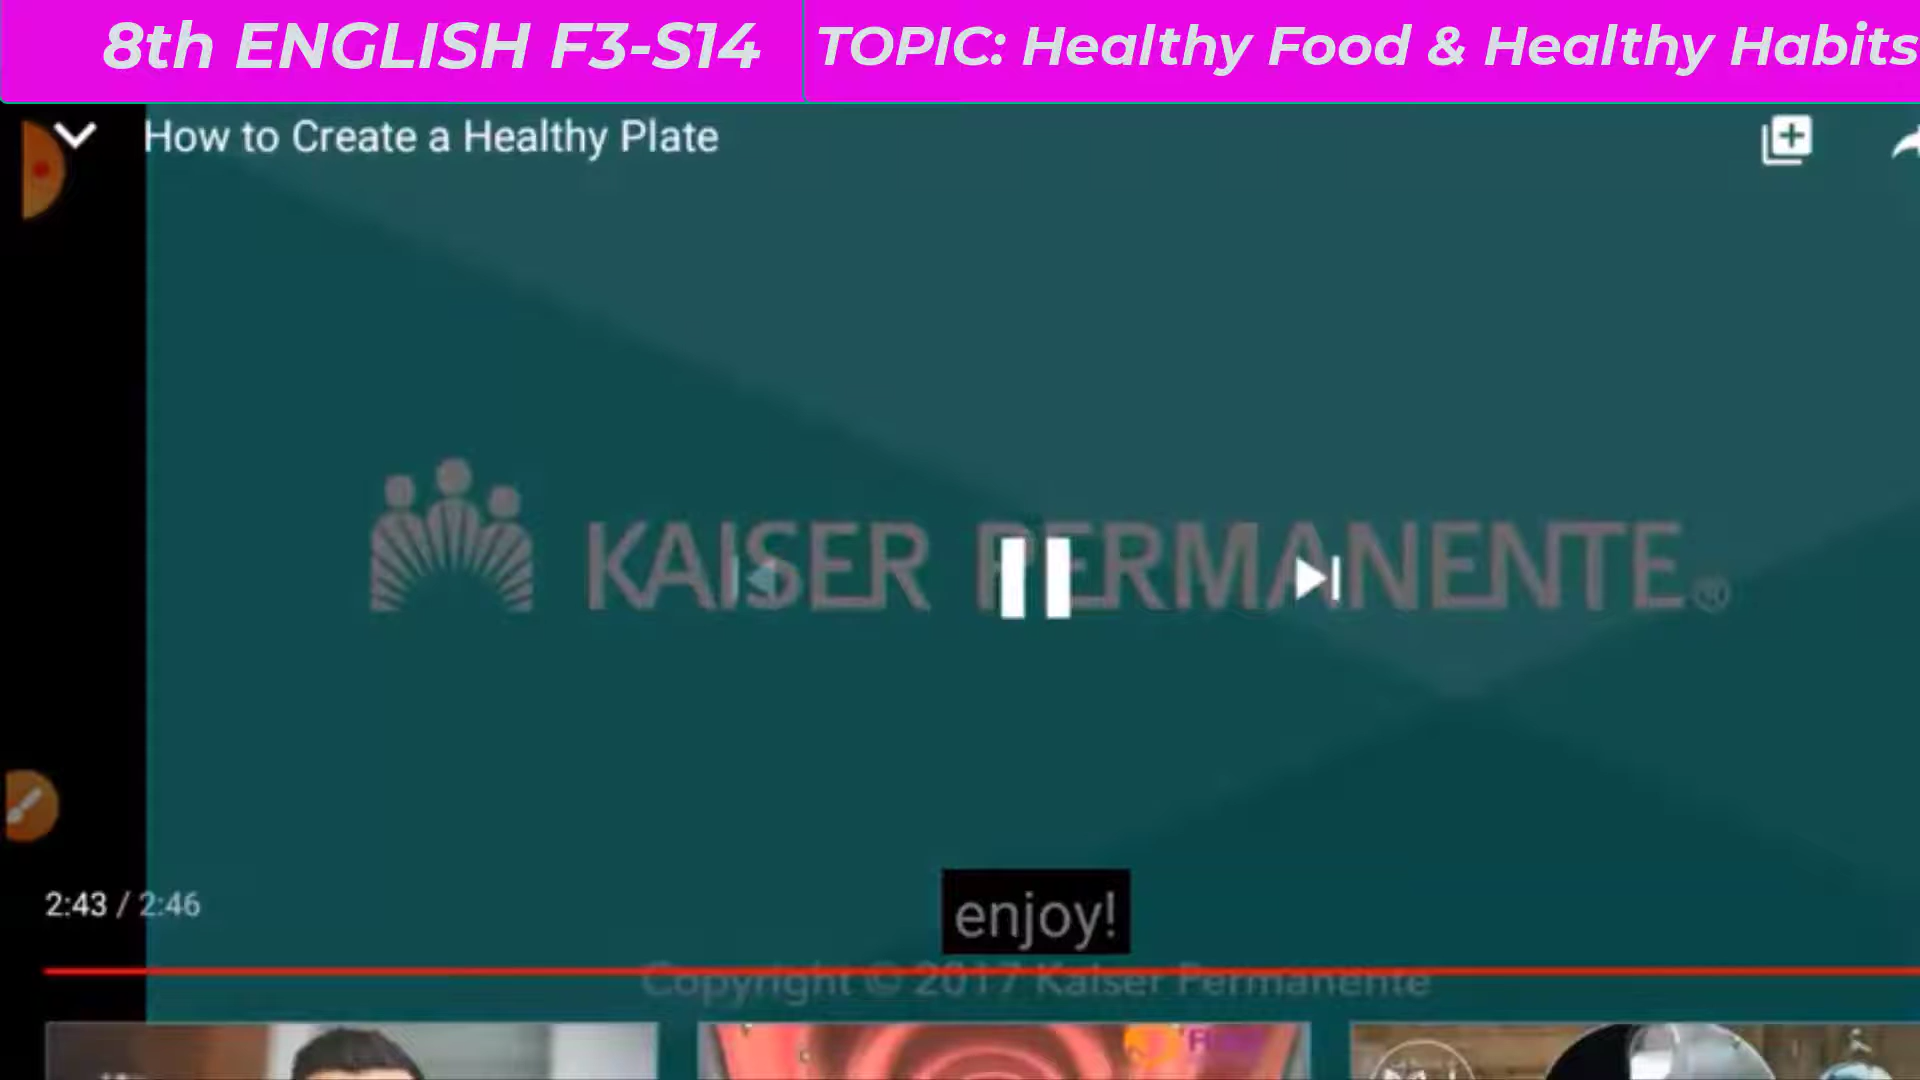 8th ENGLISH F3-S14
TOPIC: Healthy Food & Healthy Habits
How to Create a Healthy Plate
KAISER PERMANENTE®
2:43 / 2:46
enjoy!
Copyright © 2017 Kaiser Permanente